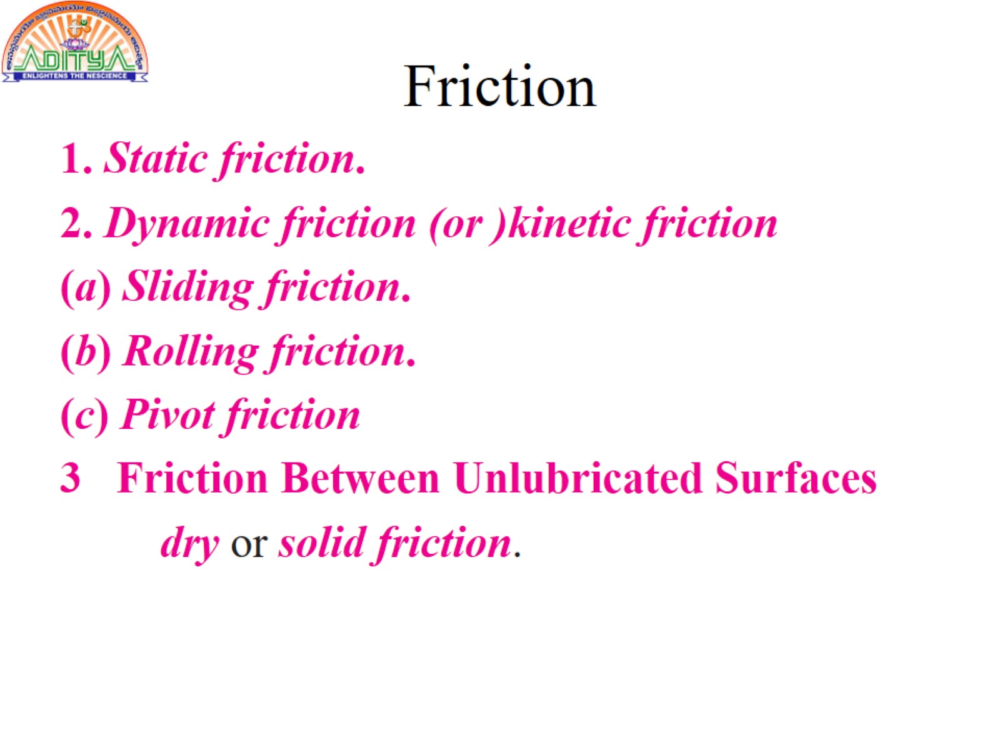 ADITYA
ENLIGHTENS THE NESCIENCE
Friction
1. Static friction.
2. Dynamic friction (or )kinetic friction
(a) Sliding friction.
(b) Rolling friction.
(c) Pivot friction
3 Friction Between Unlubricated Surfaces
dry or solid friction.